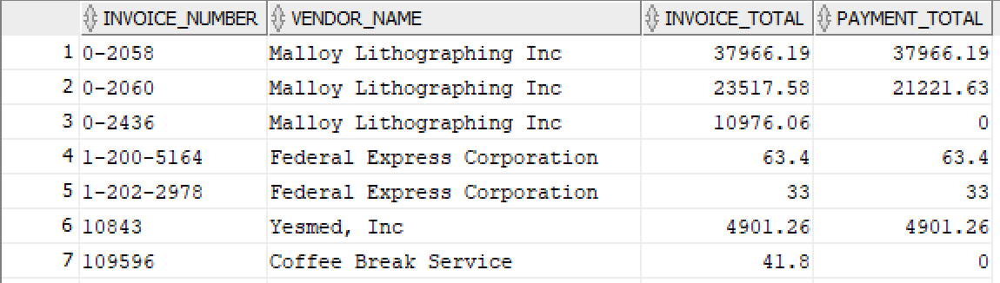 INVOICE_NUMBER VENDOR_NAME INVOICE_TOTAL PAYMENT_TOTAL
1 0-2058 Malloy Lithographing Inc 37966.19 37966.19
2 0-2060 Malloy Lithographing Inc 23517.58 21221.63
3 0-2436 Malloy Lithographing Inc 10976.06 0
4 1-200-5164 Federal Express Corporation 63.4 63.4
5 1-202-2978 Federal Express Corporation 33 33
6 10843 Yesmed, Inc 4901.26 4901.26
7 109596 Coffee Break Service 41.8 0